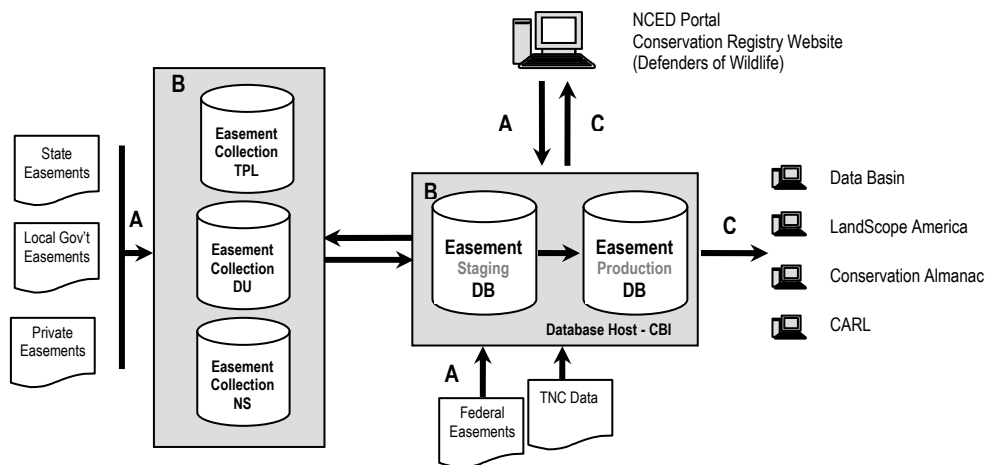 NCED Portal
Conservation Registry Website
(Defenders of Wildlife)
A
C
B
Easement
Collection
TPL
Easement
Collection
DU
Easement
Collection
NS
State
Easements
Local Gov't
Easements
Private
Easements
A
B
Easement
Staging
DB
Easement
Production
DB
Database Host - CBI
C
Data Basin
LandScope America
Conservation Almanac
CARL
A
Federal
Easements
TNC Data